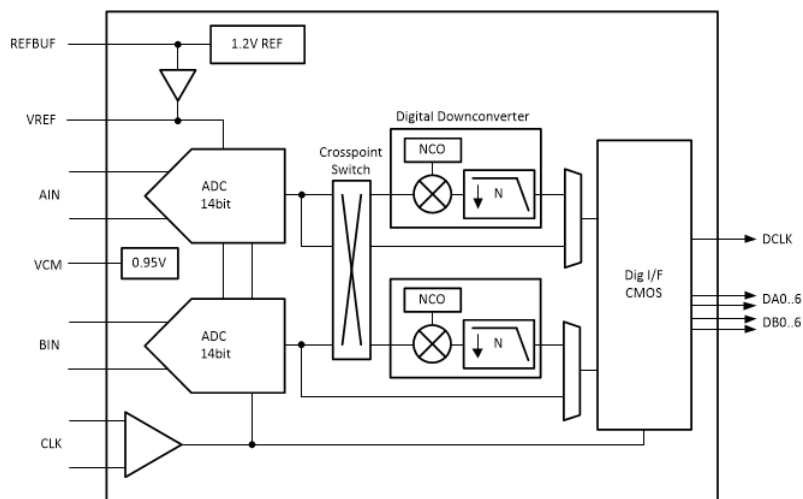 REFBUF
1.2V REF
VREF
Digital Downconverter
NCO
Crosspoint
Switch
ADC
14bit
N
AIN
DCLK
VCM
0.95V
Dig I/F
CMOS
NCO
DA0..6
DB0..6
ADC
14bit
N
BIN
CLK